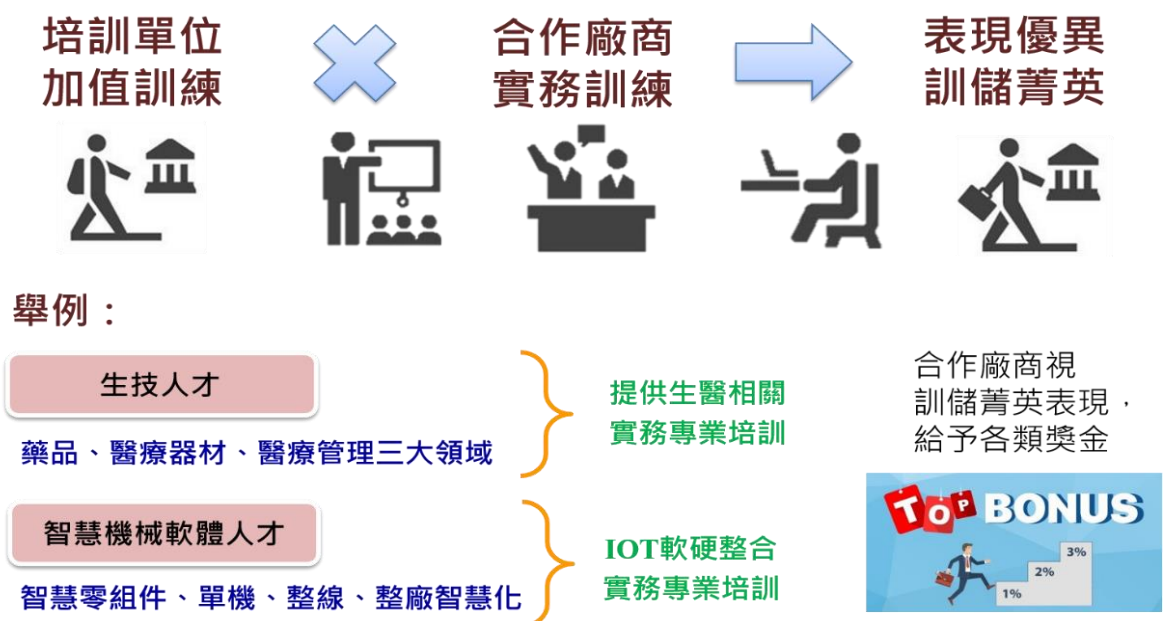 培訓單位
加值訓練
合作廠商
實務訓練
表現優異
訓儲菁英
舉例：
生技人才
藥品、醫療器材、醫療管理三大領域
提供生醫相關
實務專業培訓
合作廠商視
訓儲菁英表現，
給予各類獎金
智慧機械軟體人才
智慧零組件、單機、整線、整廠智慧化
IOT軟硬整合
實務專業培訓
TOP BONUS
3%
2%
1%